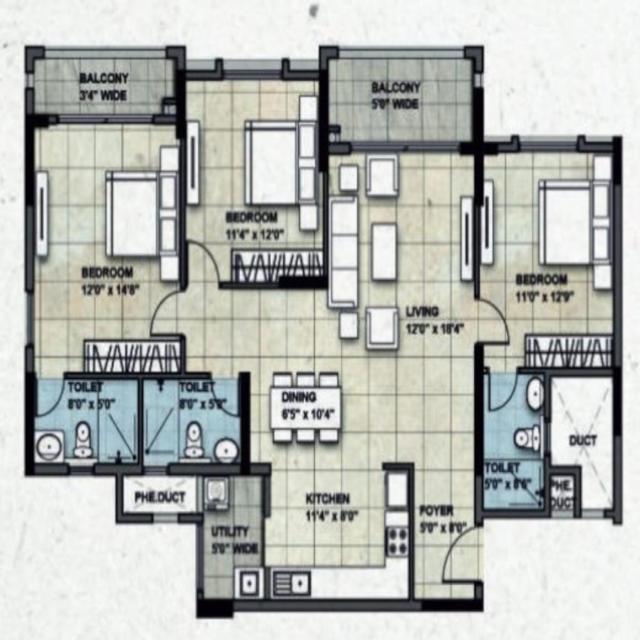 BALCONY
3'4" WIDE
BALCONY
5'0" WIDE
BEDROOM
11'4" x 12'0"
BEDROOM
12'0" x 14'8"
BEDROOM
11'0" x 12'9"
LIVING
12'0" x 18'4"
TOILET
8'0" x 5'0"
TOILET
8'0" x 5'0"
DINING
6'5" x 10'4"
DUCT
TOILET
5'0" x 8'6"
PHE.
DUCT
PHE.DUCT
KITCHEN
11'4" x 8'0"
FOYER
5'0" x 8'0"
UTILITY
5'0" WIDE